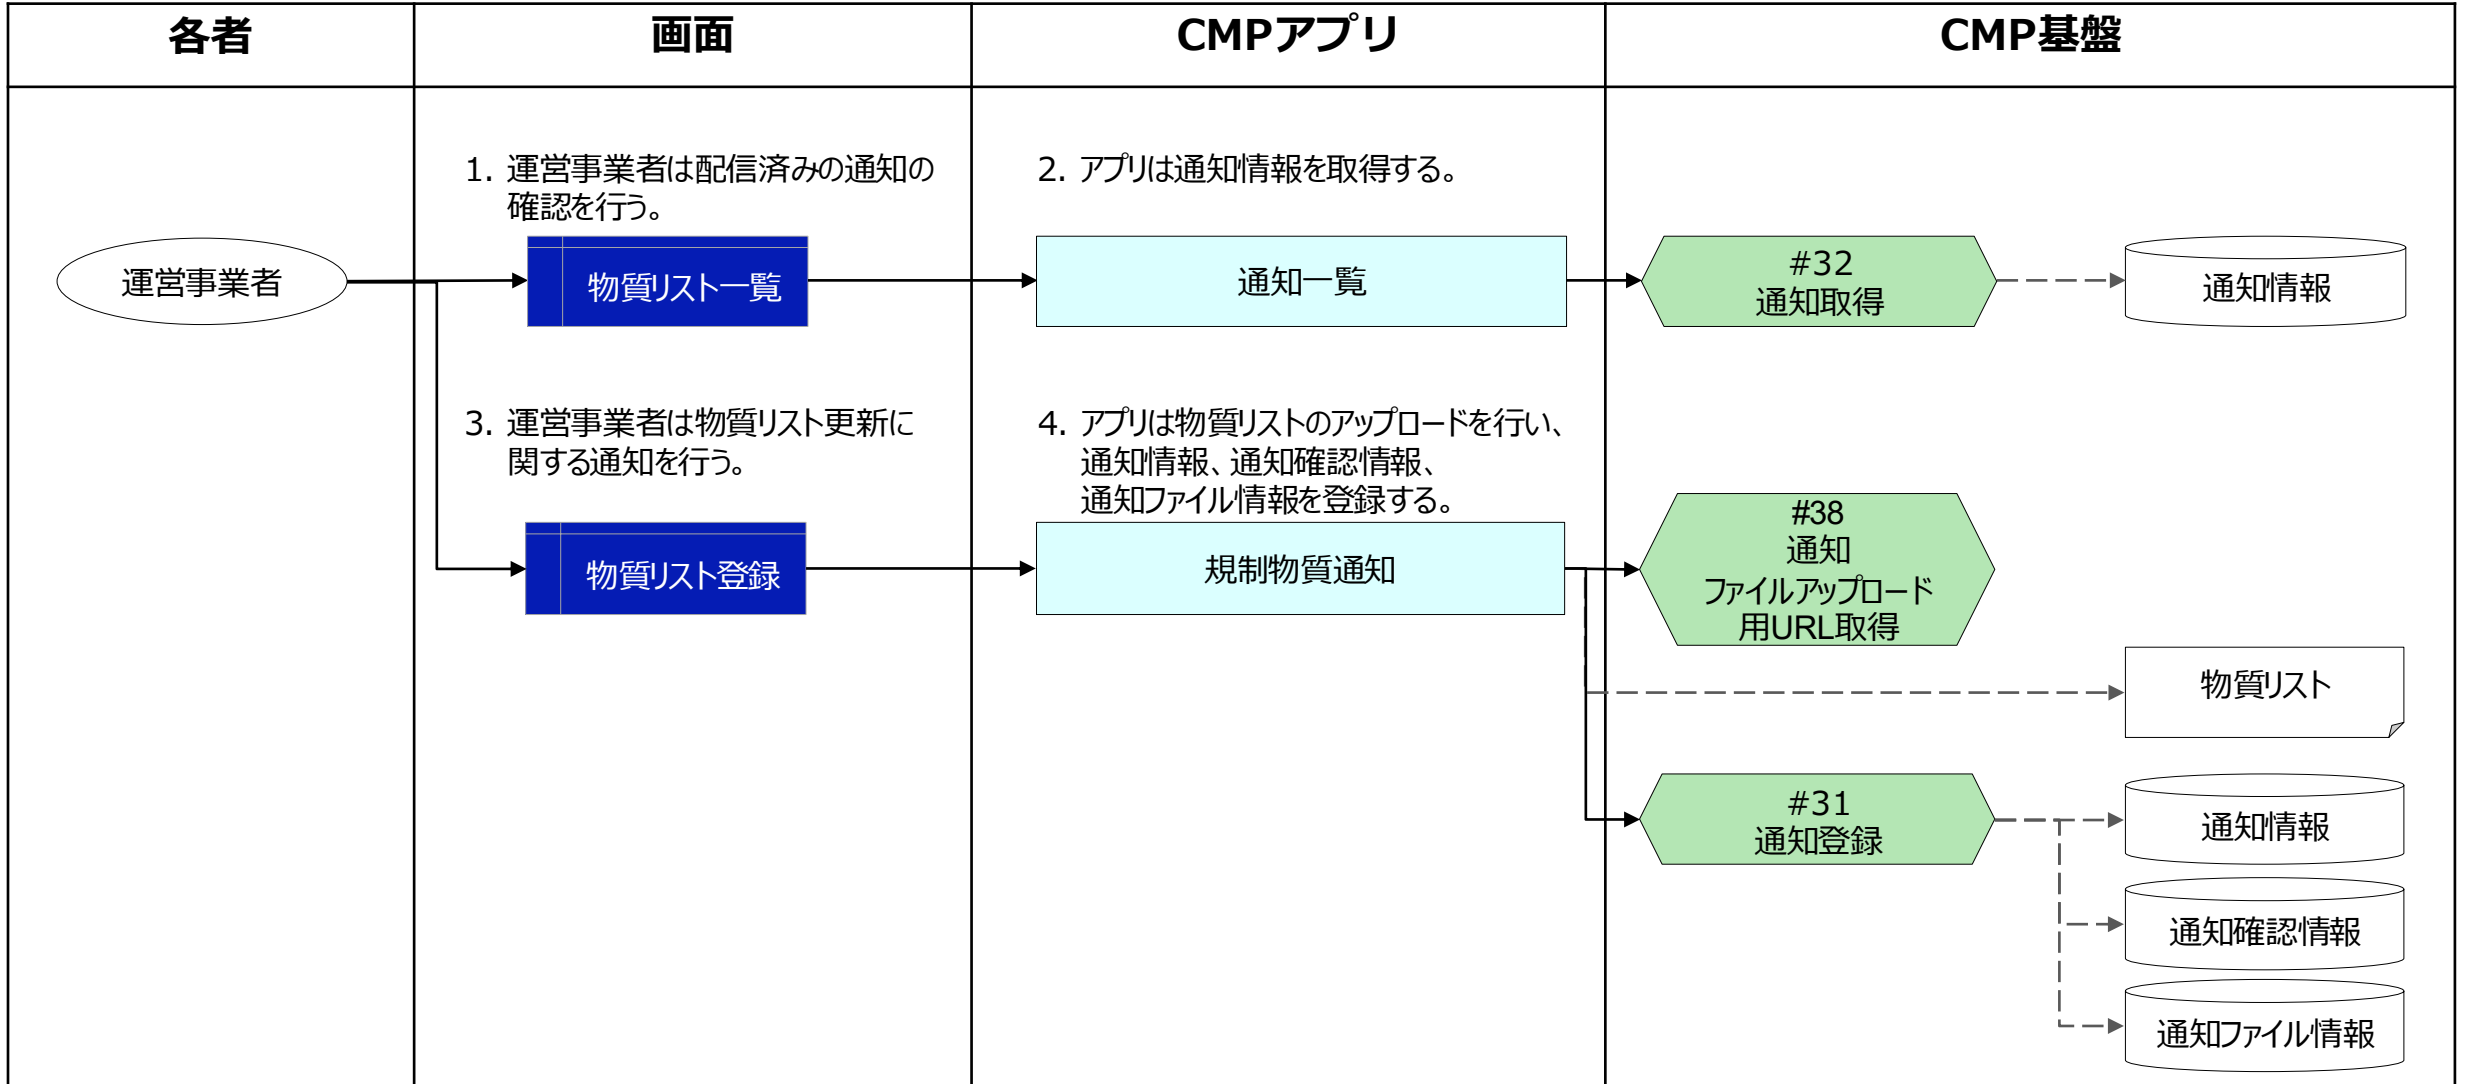 各者
画面
CMPアプリ
CMP基盤
1. 運営事業者は配信済みの通知の
確認を行う。
2. アプリは通知情報を取得する。
運営事業者
物質リスト一覧
通知一覧
#32
通知取得
通知情報
3. 運営事業者は物質リスト更新に
関する通知を行う。
4. アプリは物質リストのアップロードを行い、
通知情報、通知確認情報、
通知ファイル情報を登録する。
物質リスト登録
規制物質通知
#38
通知
ファイルアップロード
用URL取得
物質リスト
#31
通知登録
通知情報
通知確認情報
通知ファイル情報